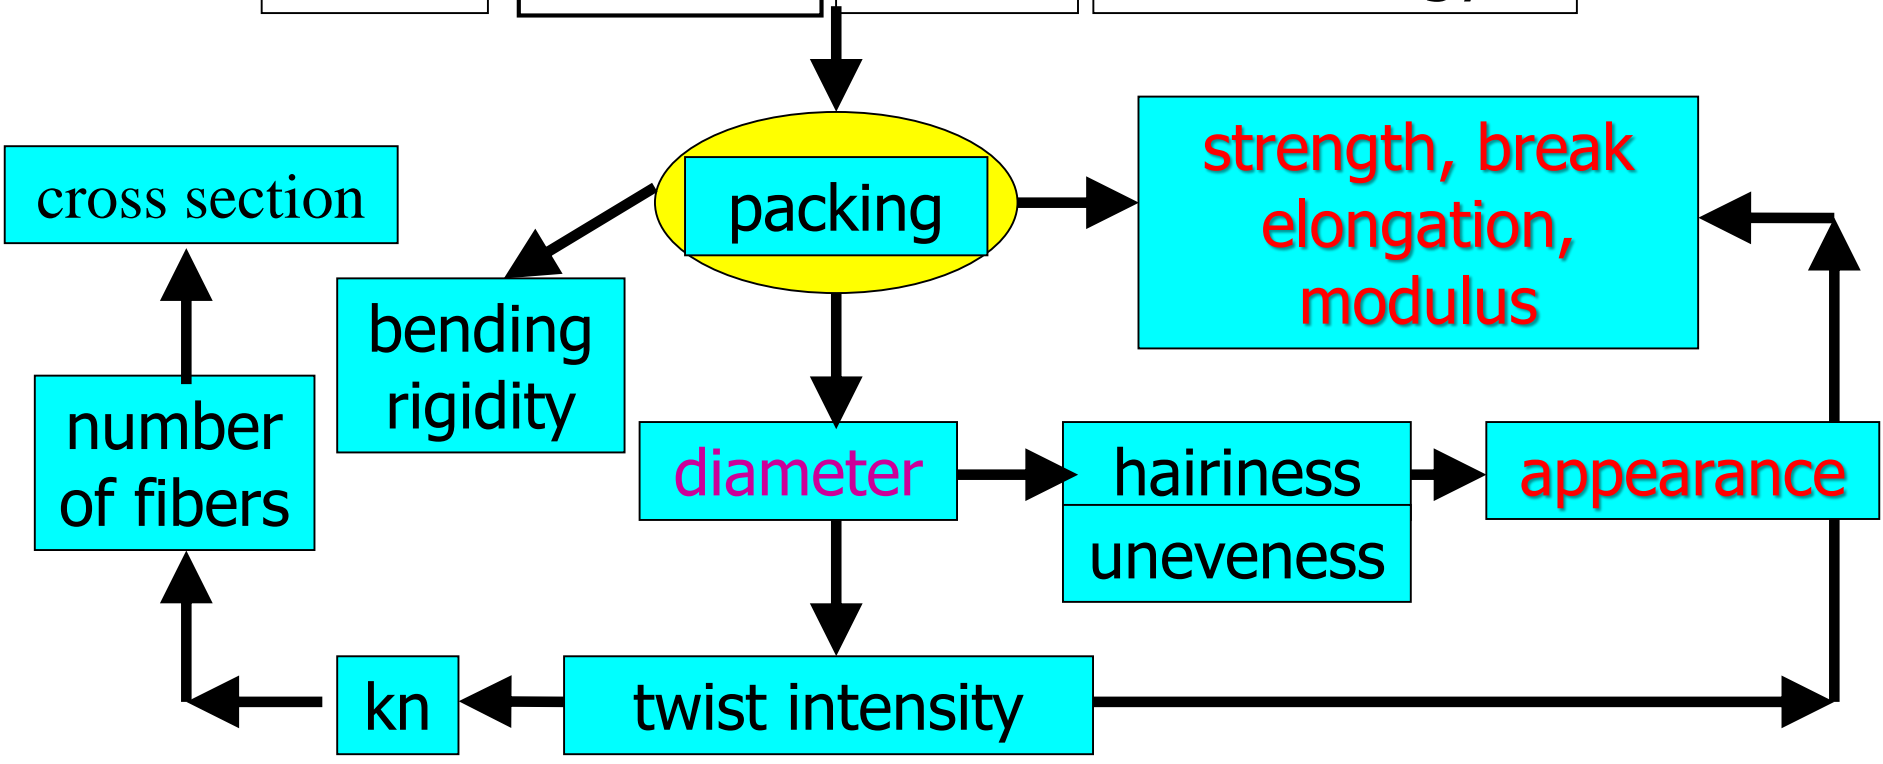 cross section
packing
strength, break
elongation,
modulus
bending
rigidity
number
of fibers
diameter
hairiness
uneveness
appearance
kn
twist intensity